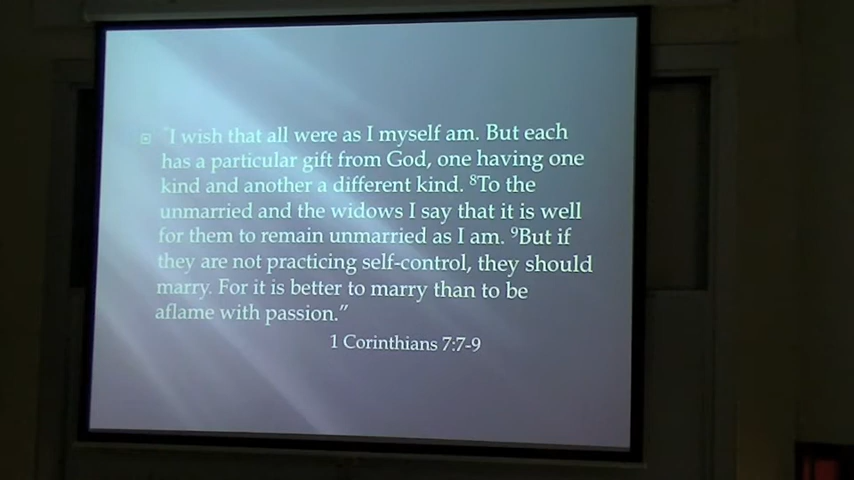 "I wish that all were as I myself am. But each
has a particular gift from God, one having one
kind and another a different kind. ⁸To the
unmarried and the widows I say that it is well
for them to remain unmarried as I am. ⁹But if
they are not practicing self-control, they should
marry. For it is better to marry than to be
aflame with passion."
1 Corinthians 7:7-9